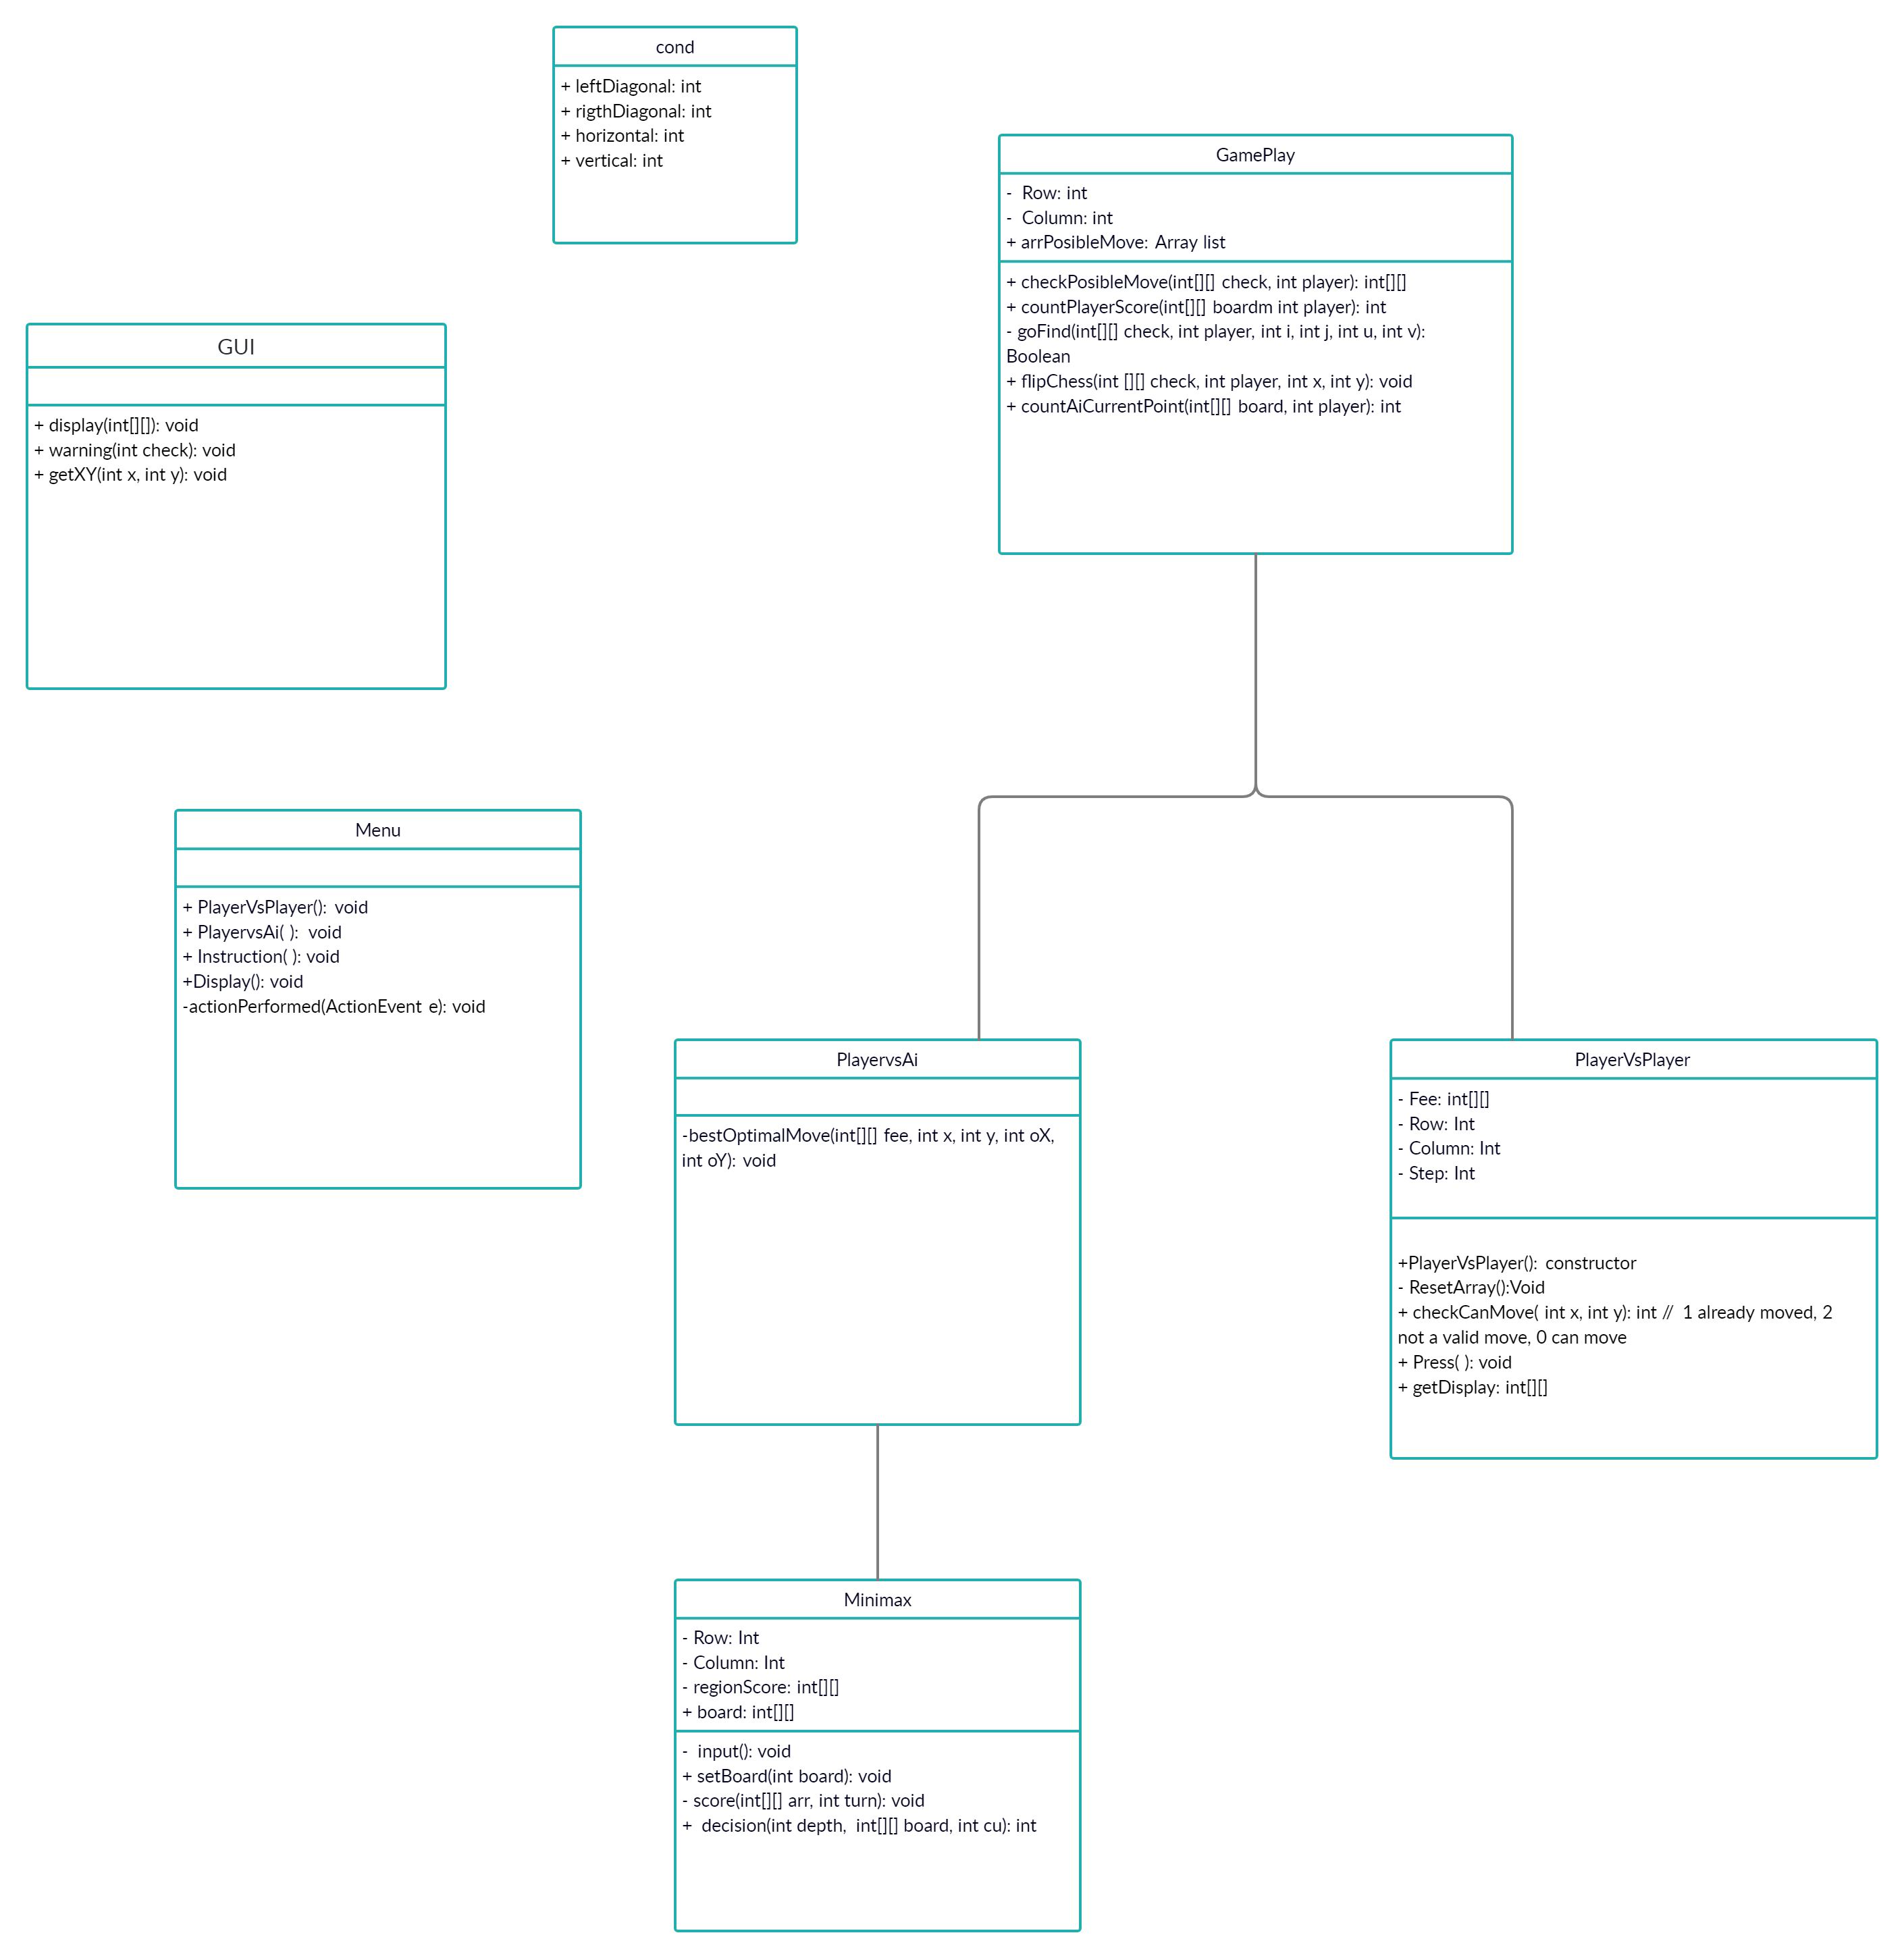 cond
+ leftDiagonal: int
+ rigthDiagonal: int
+ horizontal: int
+ vertical: int
GamePlay
-  Row: int
-  Column: int
+ arrPosibleMove: Array list
+ checkPosibleMove(int[][] check, int player): int[][]
+ countPlayerScore(int[][] boardm int player): int
- goFind(int[][] check, int player, int i, int j, int u, int v):
Boolean
+ flipChess(int [][] check, int player, int x, int y): void
+ countAiCurrentPoint(int[][] board, int player): int
GUI
+ display(int[][]): void
+ warning(int check): void
+ getXY(int x, int y): void
Menu
+ PlayerVsPlayer(): void
+ PlayervsAi( ):  void
+ Instruction( ): void
+Display(): void
-actionPerformed(ActionEvent e): void
PlayervsAi
-bestOptimalMove(int[][] fee, int x, int y, int oX,
int oY): void
PlayerVsPlayer
- Fee: int[][]
- Row: Int
- Column: Int
- Step: Int
+PlayerVsPlayer(): constructor
- ResetArray():Void
+ checkCanMove( int x, int y): int //  1 already moved, 2
not a valid move, 0 can move
+ Press( ): void
+ getDisplay: int[][]
Minimax
- Row: Int
- Column: Int
- regionScore: int[][]
+ board: int[][]
-  input(): void
+ setBoard(int board): void
- score(int[][] arr, int turn): void
+  decision(int depth,  int[][] board, int cu): int